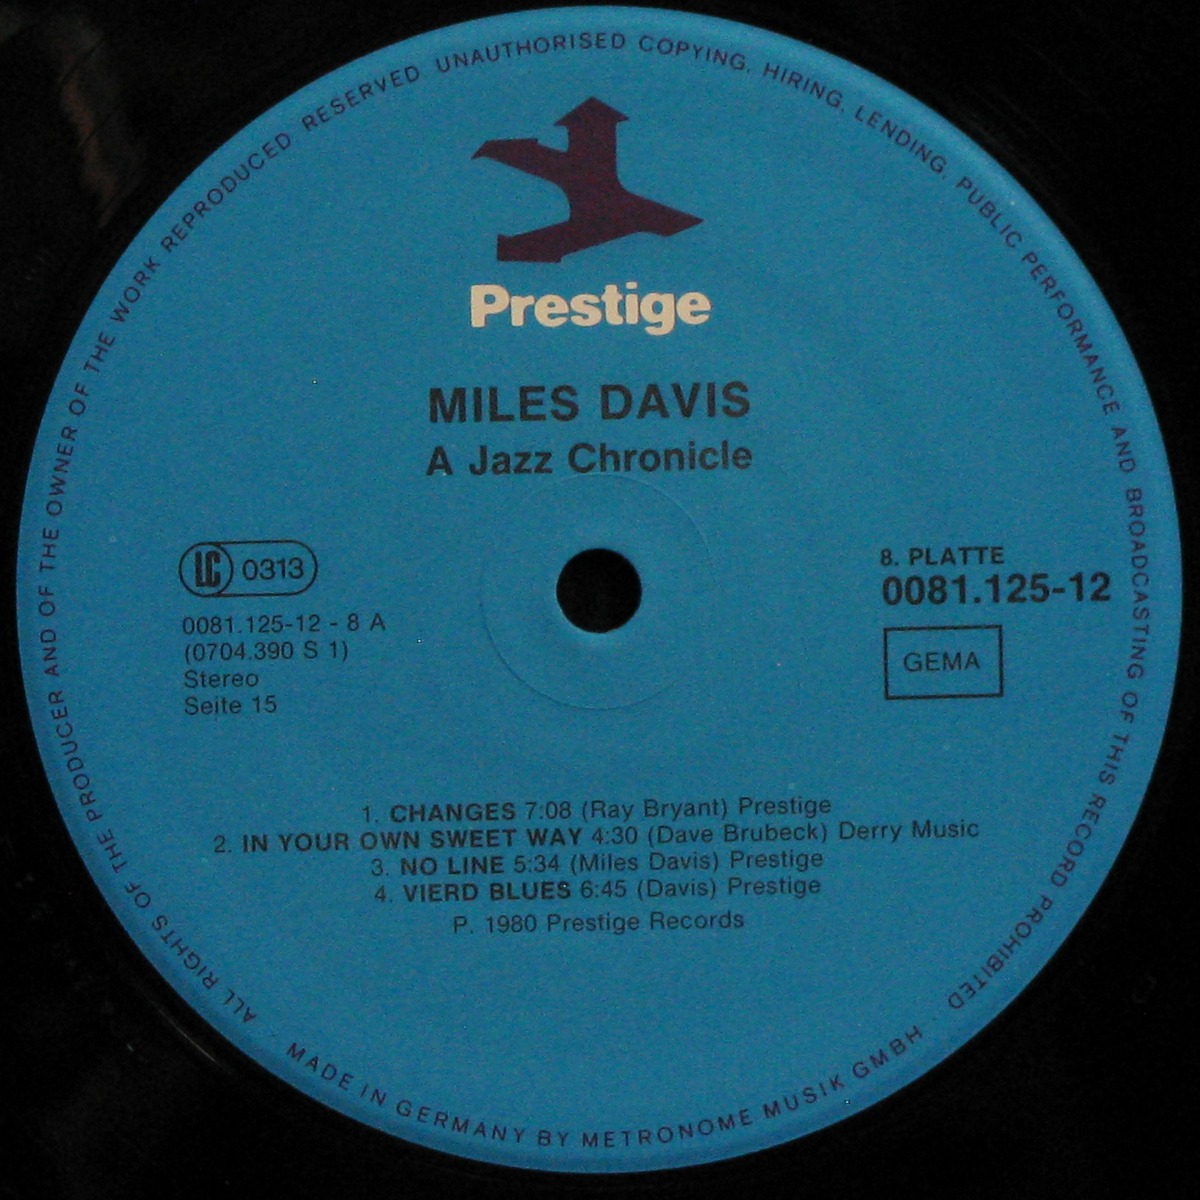 ALL RIGHTS OF THE PRODUCER AND OF THE OWNER OF THE WORK REPRODUCED RESERVED UNAUTHORISED COPYING, HIRING, LENDING, PUBLIC PERFORMANCE AND BROADCASTING OF THIS RECORD PROHIBITED
Prestige
MILES DAVIS
A Jazz Chronicle
LC 0313
0081.125-12 - 8 A
(0704.390 S 1)
Stereo
Seite 15
8. PLATTE
0081.125-12
GEMA
1. CHANGES 7:08 (Ray Bryant) Prestige
2. IN YOUR OWN SWEET WAY 4:30 (Dave Brubeck) Derry Music
3. NO LINE 5:34 (Miles Davis) Prestige
4. VIERD BLUES 6:45 (Davis) Prestige
P. 1980 Prestige Records
MADE IN GERMANY BY METRONOME MUSIK GMBH